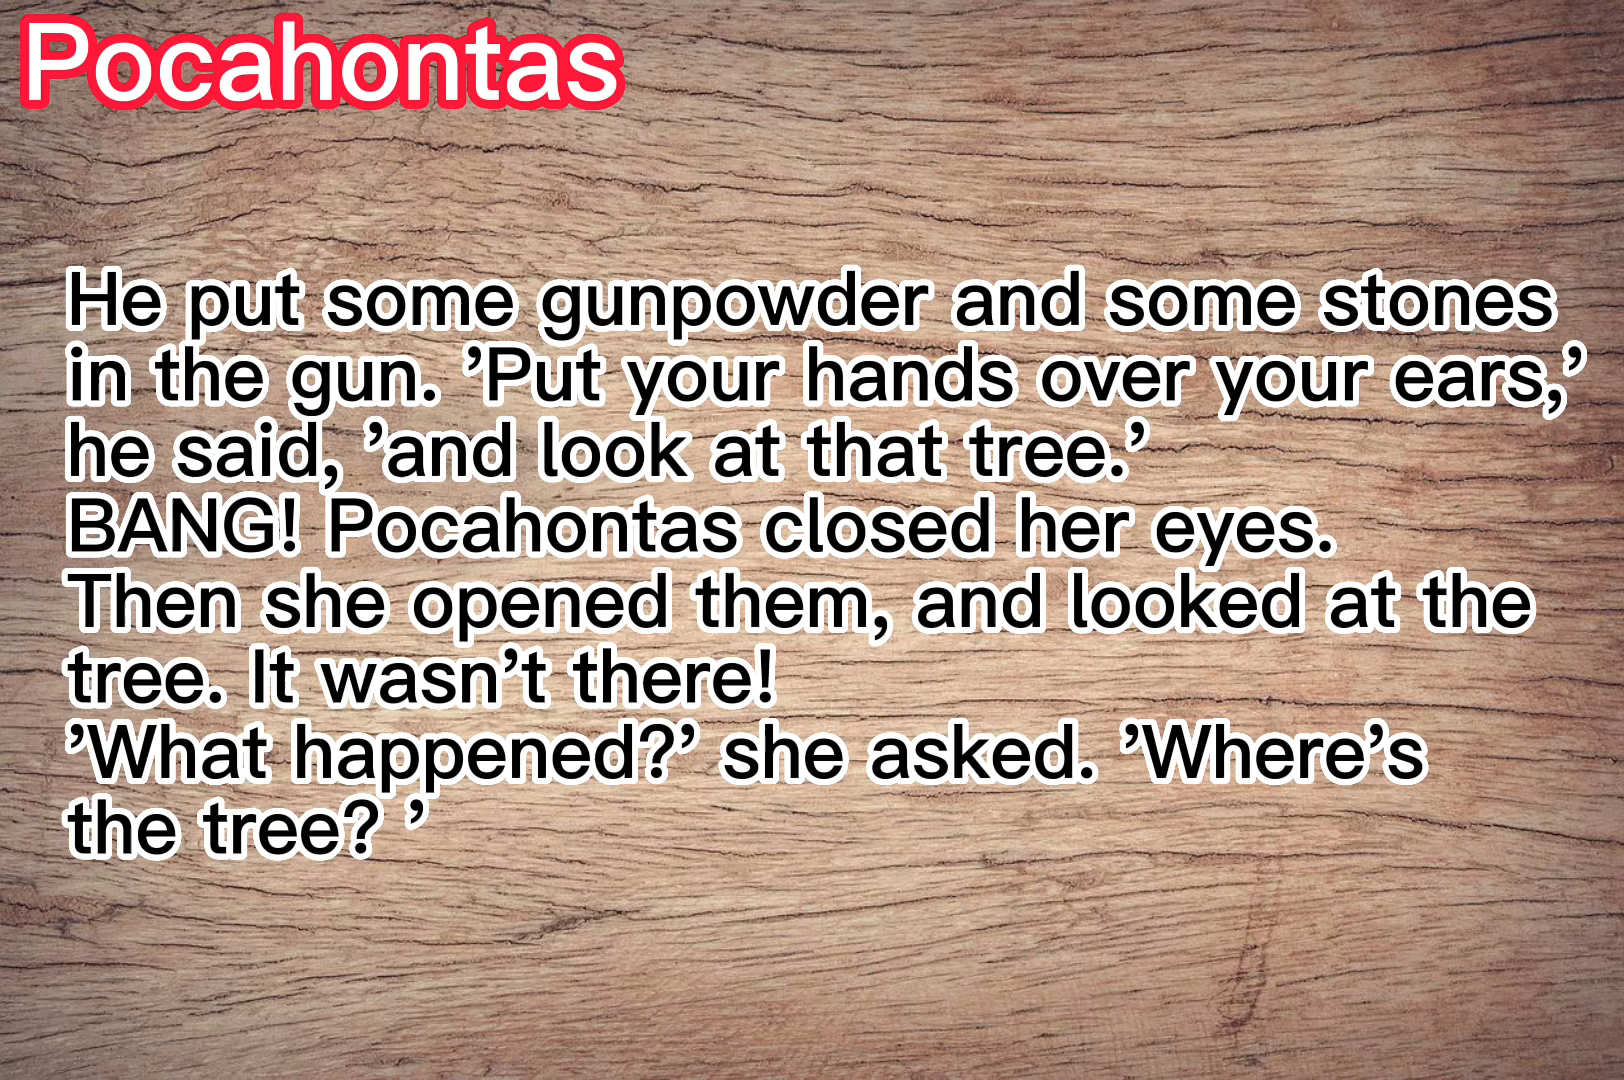 Pocahontas
He put some gunpowder and some stones
in the gun. ’Put your hands over your ears,’
he said, ’and look at that tree.’
BANG! Pocahontas closed her eyes.
Then she opened them, and looked at the
tree. It wasn’t there!
’What happened?’ she asked. ’Where’s
the tree? ’